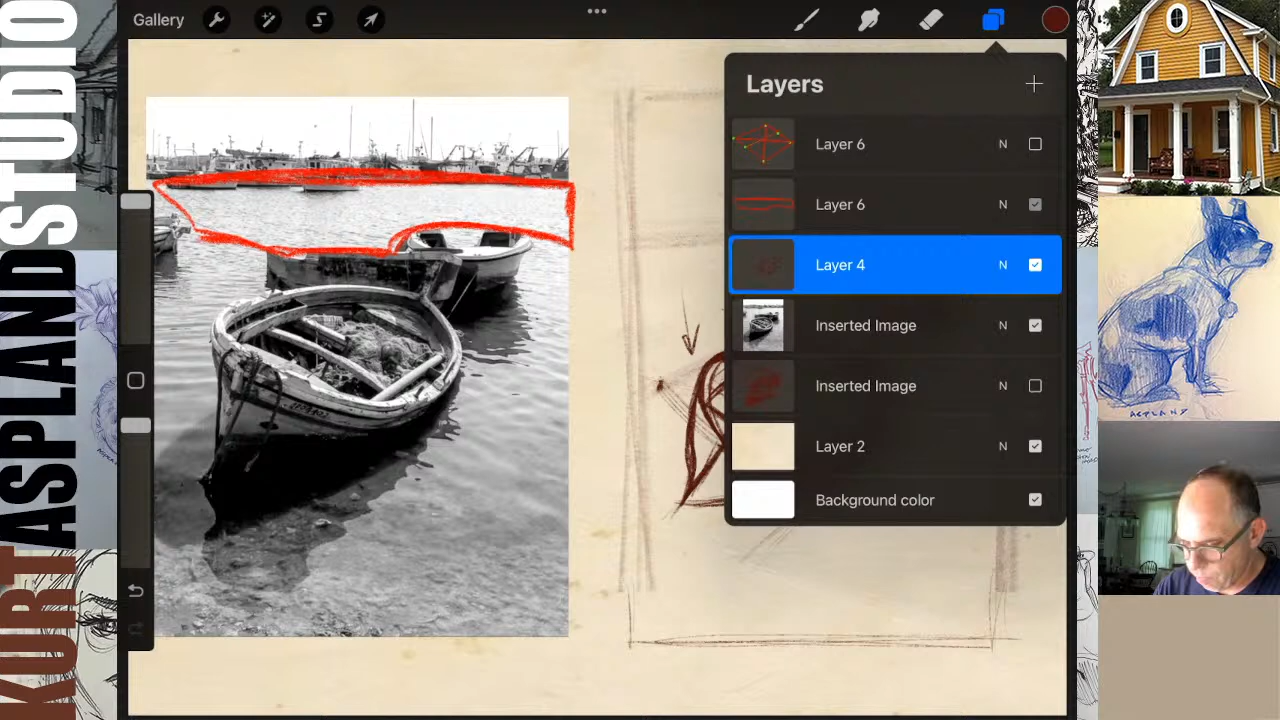 KURT ASPLAND STUDIO
Gallery
Layers
Layer 6 N
Layer 6 N
Layer 4 N
Inserted Image N
Inserted Image N
Layer 2 N
Background color
ASPLAND